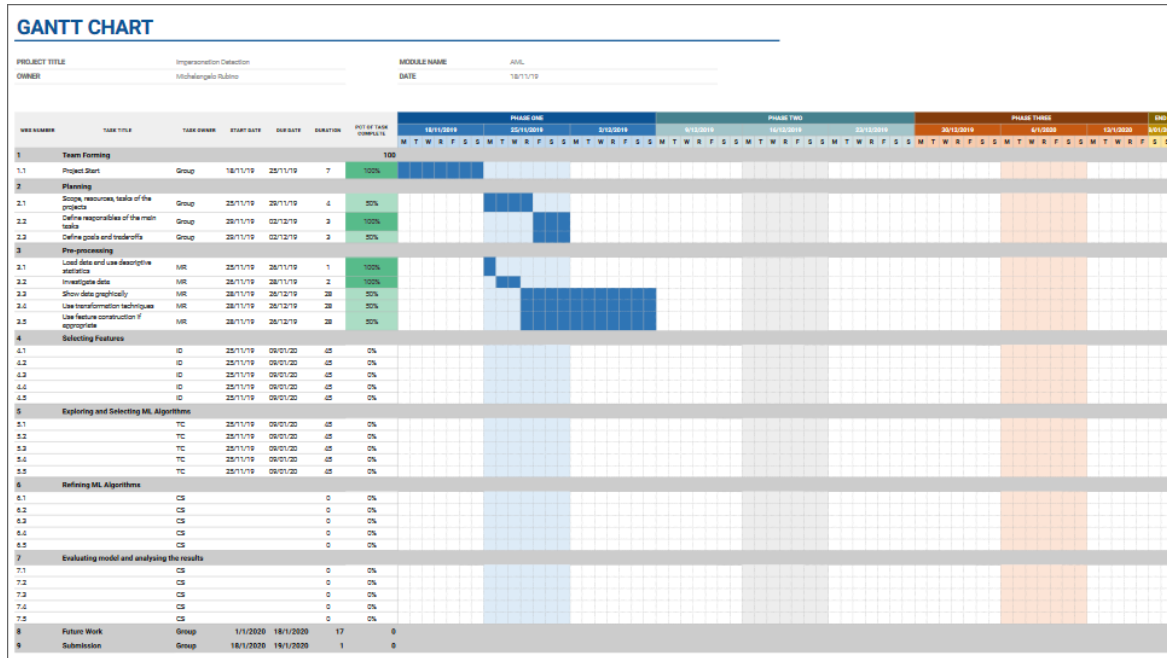 GANTT CHART
PROJECT TITLE Impersonation Detection MODULE NAME AML
OWNER Michelangelo Rubino DATE 18/11/19
PHASE ONE PHASE TWO PHASE THREE END
WBS NUMBER TASK TITLE TASK OWNER START DATE DUE DATE DURATION PCT OF TASK COMPLETE 18/11/2019 25/11/2019 2/12/2019 9/12/2019 16/12/2019 23/12/2019 30/12/2019 6/1/2020 13/1/2020
M T W R F S S M T W R F S S M T W R F S S M T W R F S S M T W R F S S M T W R F S S M T W R F S S M T W R F S S M T W R F S S
1 Team Forming 100
1.1 Project Start Group 18/11/19 25/11/19 7 100%
2 Planning
2.1 Scope, resources, tasks of the projects Group 25/11/19 29/11/19 4 50%
2.2 Define responsibles of the main tasks Group 29/11/19 02/12/19 3 100%
2.3 Define goals and tradeoffs Group 29/11/19 02/12/19 3 50%
3 Pre-processing
3.1 Load data and use descriptive statistics MR 25/11/19 26/11/19 1 100%
3.2 Investigate data MR 26/11/19 28/11/19 2 100%
3.3 Show data graphically MR 28/11/19 26/12/19 28 50%
3.4 Use transformation techniques MR 28/11/19 26/12/19 28 50%
3.5 Use feature construction if appropriate MR 28/11/19 26/12/19 28 50%
4 Selecting Features
4.1 ID 25/11/19 09/01/20 45 0%
4.2 ID 25/11/19 09/01/20 45 0%
4.3 ID 25/11/19 09/01/20 45 0%
4.4 ID 25/11/19 09/01/20 45 0%
4.5 ID 25/11/19 09/01/20 45 0%
5 Exploring and Selecting ML Algorithms
5.1 TC 25/11/19 09/01/20 45 0%
5.2 TC 25/11/19 09/01/20 45 0%
5.3 TC 25/11/19 09/01/20 45 0%
5.4 TC 25/11/19 09/01/20 45 0%
5.5 TC 25/11/19 09/01/20 45 0%
6 Refining ML Algorithms
6.1 CS 0 0%
6.2 CS 0 0%
6.3 CS 0 0%
6.4 CS 0 0%
6.5 CS 0 0%
7 Evaluating model and analysing the results
7.1 CS 0 0%
7.2 CS 0 0%
7.3 CS 0 0%
7.4 CS 0 0%
7.5 CS 0 0%
8 Future Work Group 1/1/2020 18/1/2020 17 0
9 Submission Group 18/1/2020 19/1/2020 1 0